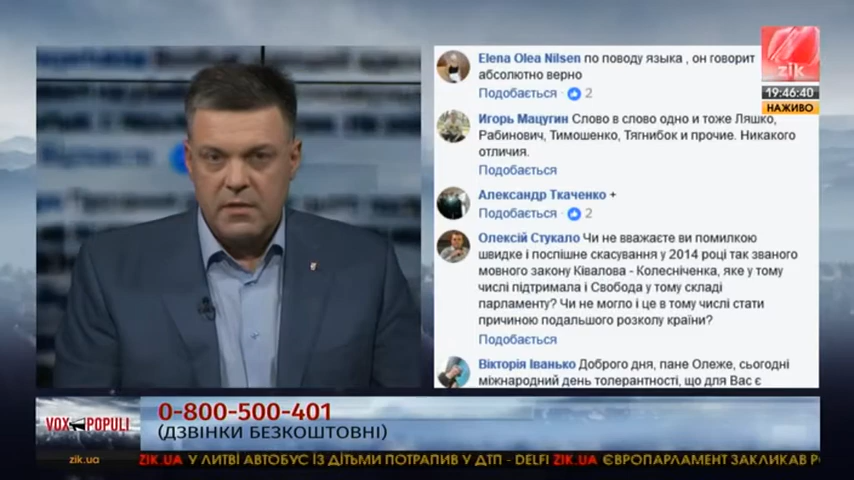 Elena Olea Nilsen по поводу языка , он говорит
абсолютно верно
Подобається · 2
Игорь Мацугин Слово в слово одно и тоже Ляшко,
Рабинович, Тимошенко, Тягнибок и прочие. Никакого
отличия.
Подобається
Александр Ткаченко +
Подобається · 2
Олексій Стукало Чи не вважаєте ви помилкою
швидке і поспішне скасування у 2014 році так званого
мовного закону Ківалова - Колесніченка, яке у тому
числі підтримала і Свобода у тому складі
парламенту? Чи не могло і це в тому числі стати
причиною подальшого розколу країни?
Подобається
Вікторія Іванько Доброго дня, пане Олеже, сьогодні
міжнародний день толерантності, що для Вас є
zik
19:46:40
НАЖИВО
VOX POPULI
0-800-500-401
(ДЗВІНКИ БЕЗКОШТОВНІ)
zik.ua
ZIK.UA У ЛИТВІ АВТОБУС ІЗ ДІТЬМИ ПОТРАПИВ У ДТП - DELFI ZIK.UA ЄВРОПАРЛАМЕНТ ЗАКЛИКАВ РО